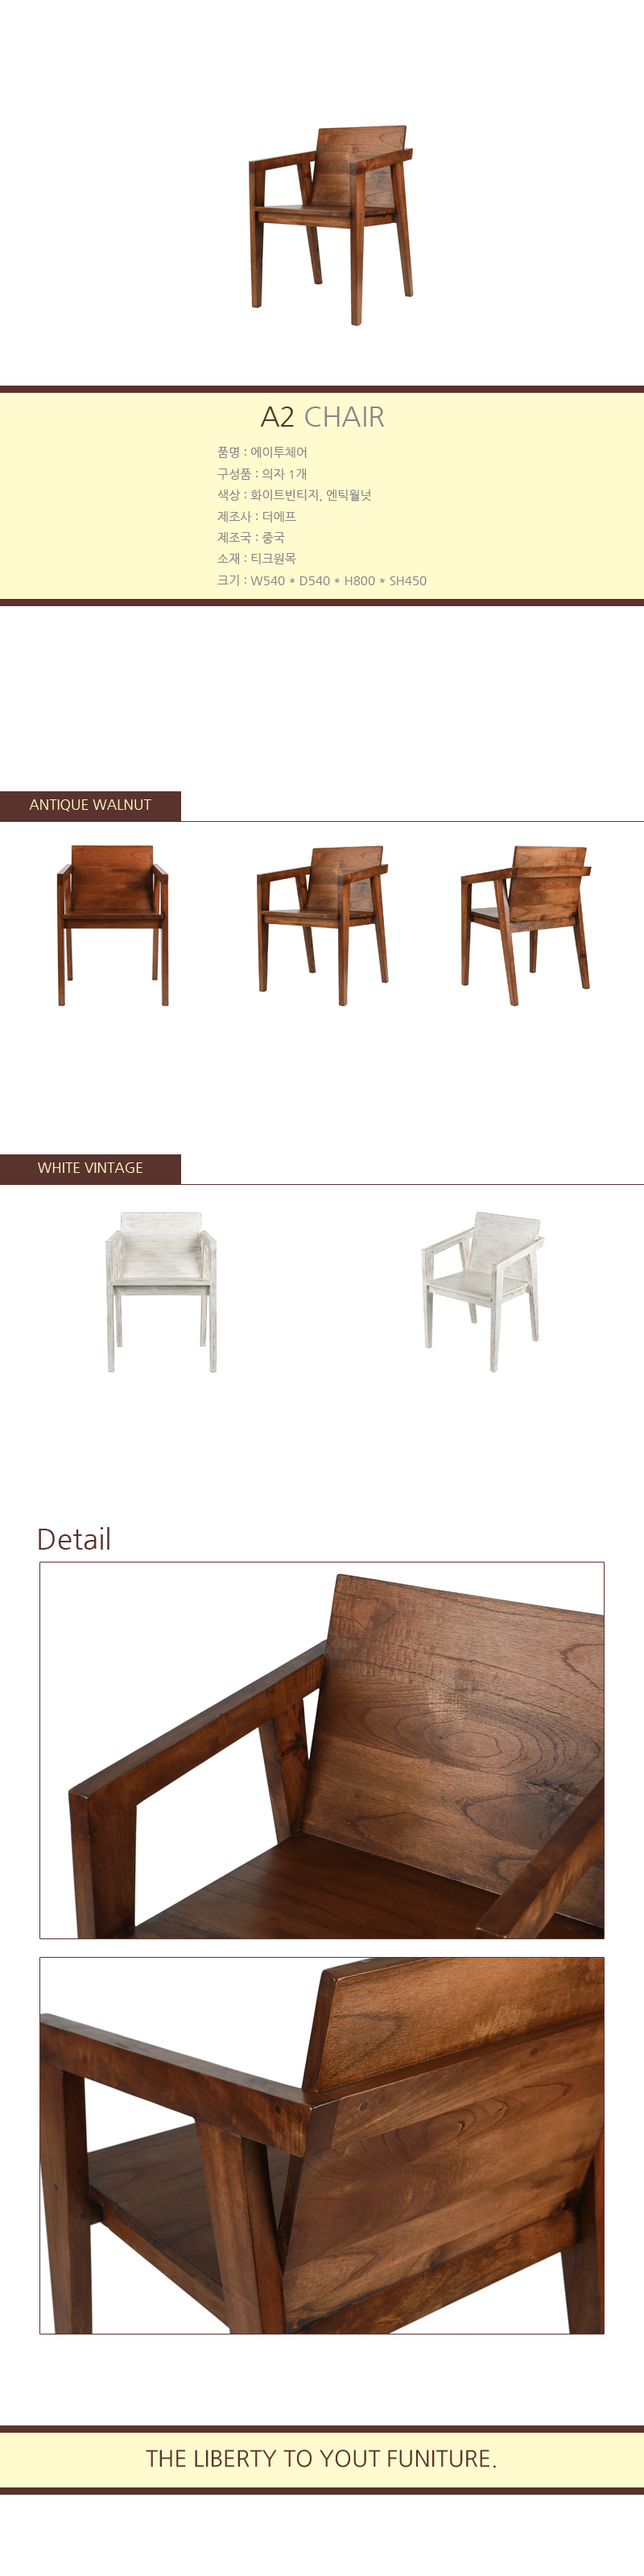 A2 CHAIR
품명 : 에이투체어
구성품 : 의자 1개
색상 : 화이트빈티지, 엔틱월넛
제조사 : 더에프
제조국 : 중국
소재 : 티크원목
크기 : W540 * D540 * H800 * SH450
ANTIQUE WALNUT
WHITE VINTAGE
Detail
THE LIBERTY TO YOUT FUNITURE.